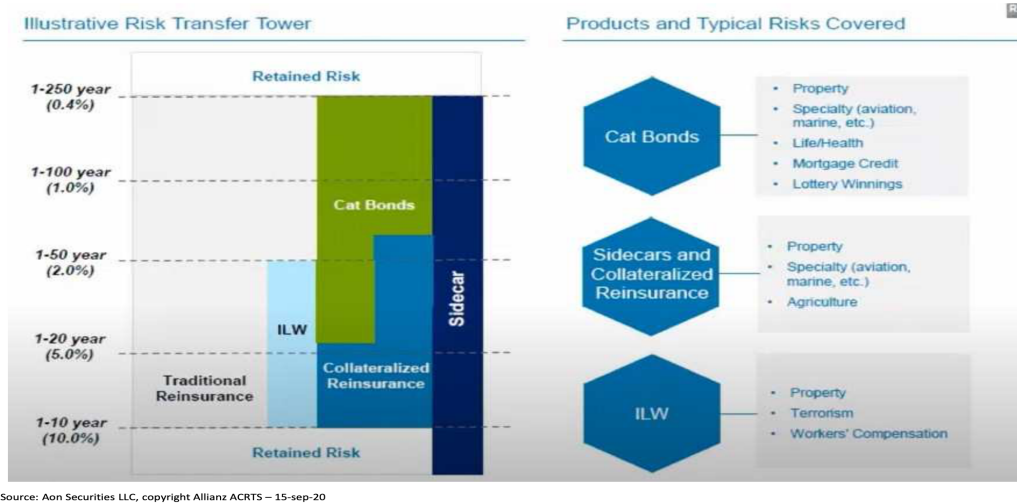 Illustrative Risk Transfer Tower
Retained Risk
1-250 year
(0.4%)
1-100 year
(1.0%)
Cat Bonds
1-50 year
(2.0%)
Sidecar
ILW
1-20 year
(5.0%)
Collateralized
Reinsurance
Traditional
Reinsurance
1-10 year
(10.0%)
Retained Risk
Products and Typical Risks Covered
R
Cat Bonds
• Property
• Specialty (aviation,
marine, etc.)
• Life/Health
• Mortgage Credit
• Lottery Winnings
Sidecars and
Collateralized
Reinsurance
• Property
• Specialty (aviation,
marine, etc.)
• Agriculture
ILW
• Property
• Terrorism
• Workers' Compensation
Source: Aon Securities LLC, copyright Allianz ACRTS – 15-sep-20